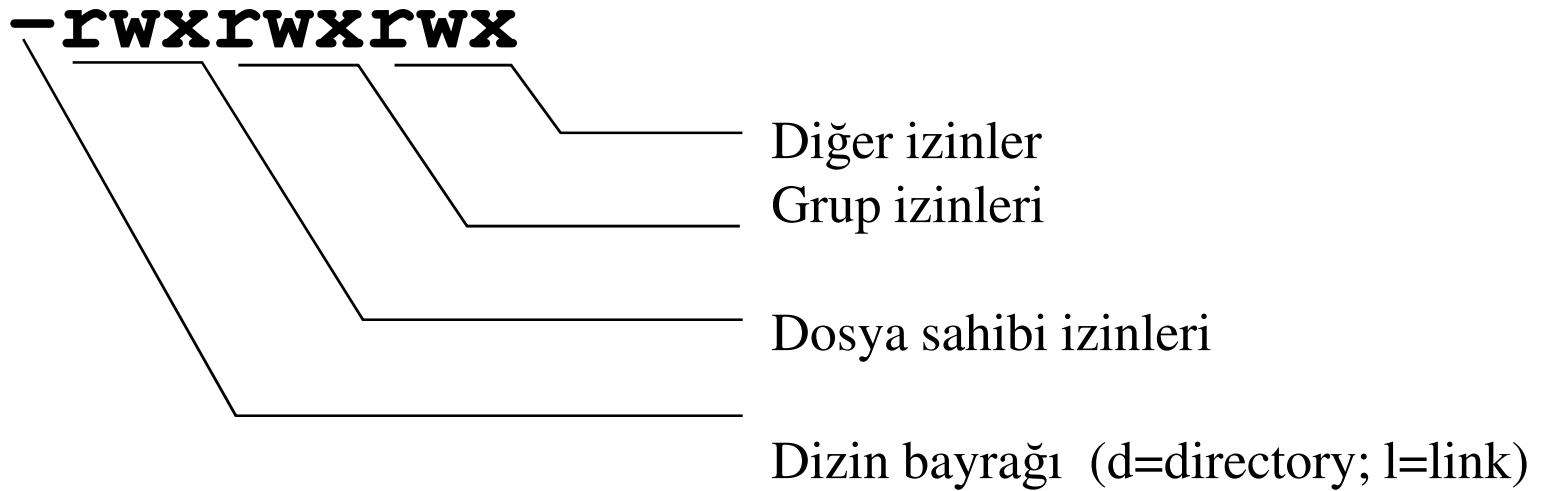 -rwxrwxrwx
Diğer izinler
Grup izinleri
Dosya sahibi izinleri
Dizin bayrağı (d=directory; l=link)